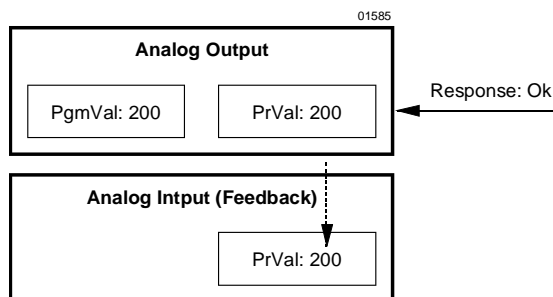 01585
Analog Output
PgmVal: 200
PrVal: 200
Response: Ok
Analog Intput (Feedback)
PrVal: 200